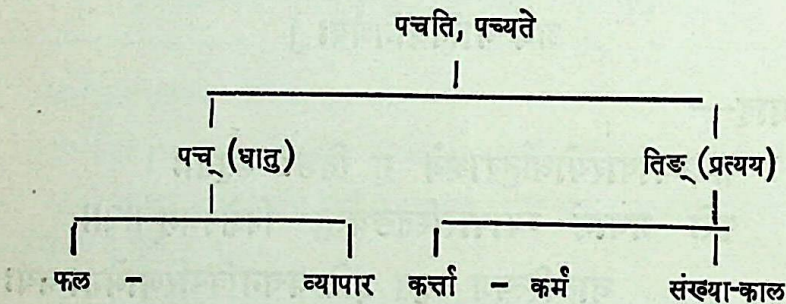 पचति, पच्यते
पच् (धातु) तिङ् (प्रत्यय)
फल – व्यापार कर्त्ता – कर्म संख्या-काल